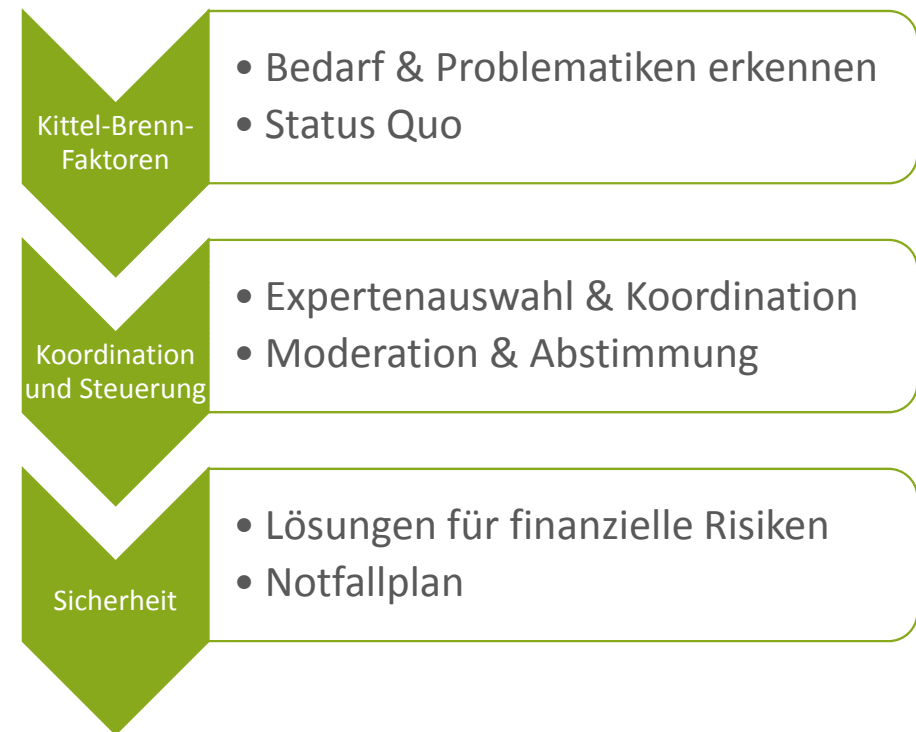 Kittel-Brenn-
Faktoren
• Bedarf & Problematiken erkennen
• Status Quo
Koordination
und Steuerung
• Expertenauswahl & Koordination
• Moderation & Abstimmung
Sicherheit
• Lösungen für finanzielle Risiken
• Notfallplan